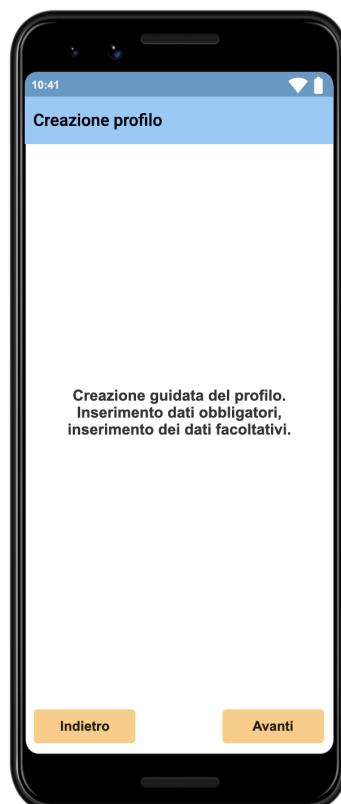 10:41
Creazione profilo
Creazione guidata del profilo.
Inserimento dati obbligatori,
inserimento dei dati facoltativi.
Indietro
Avanti